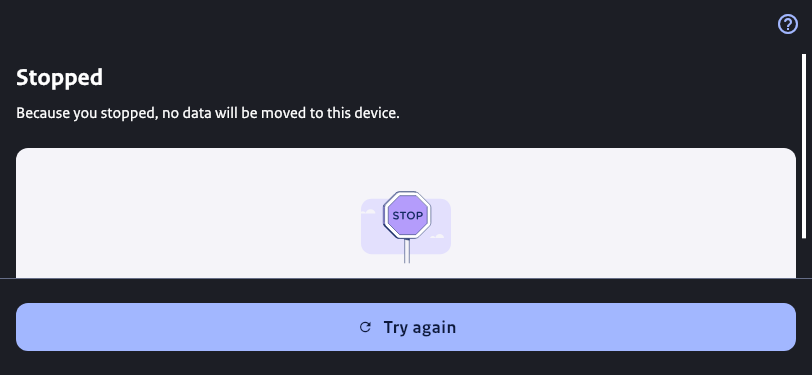 Stopped
Because you stopped, no data will be moved to this device.
STOP
Try again